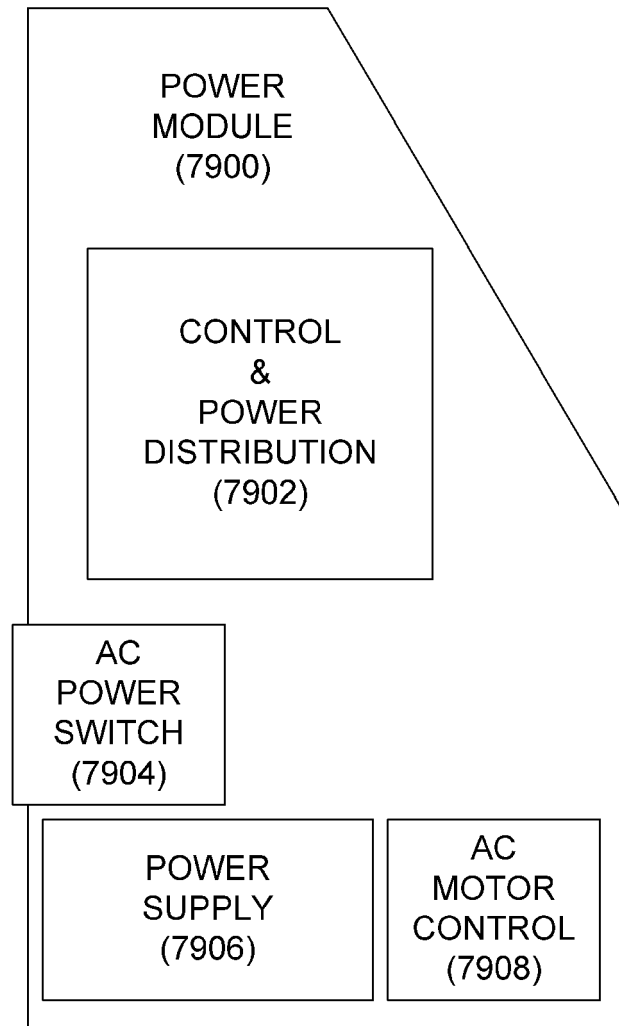 POWER
MODULE
(7900)
CONTROL
&
POWER
DISTRIBUTION
(7902)
AC
POWER
SWITCH
(7904)
POWER
SUPPLY
(7906)
AC
MOTOR
CONTROL
(7908)